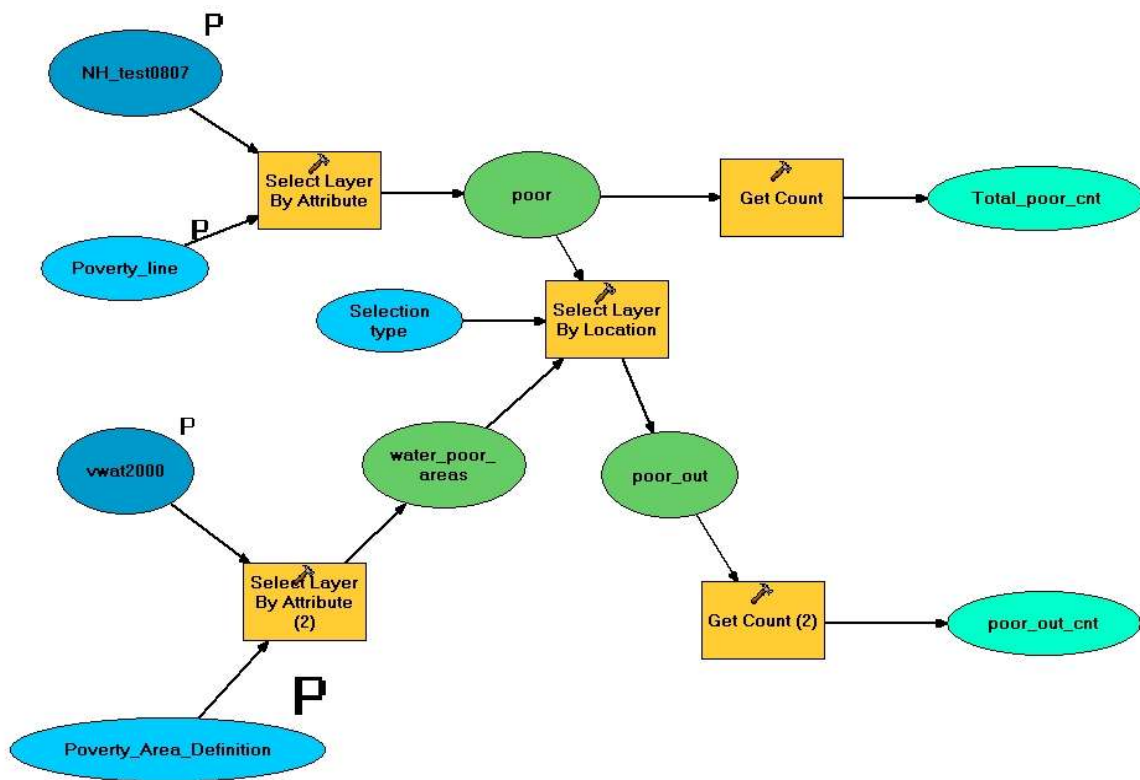 P
NH_test0807
Select Layer
By Attribute
poor
Get Count
Total_poor_cnt
P
Poverty_line
Selection
type
Select Layer
By Location
P
vwat2000
water_poor_
areas
poor_out
Select Layer
By Attribute
(2)
Get Count (2)
poor_out_cnt
P
Poverty_Area_Definition